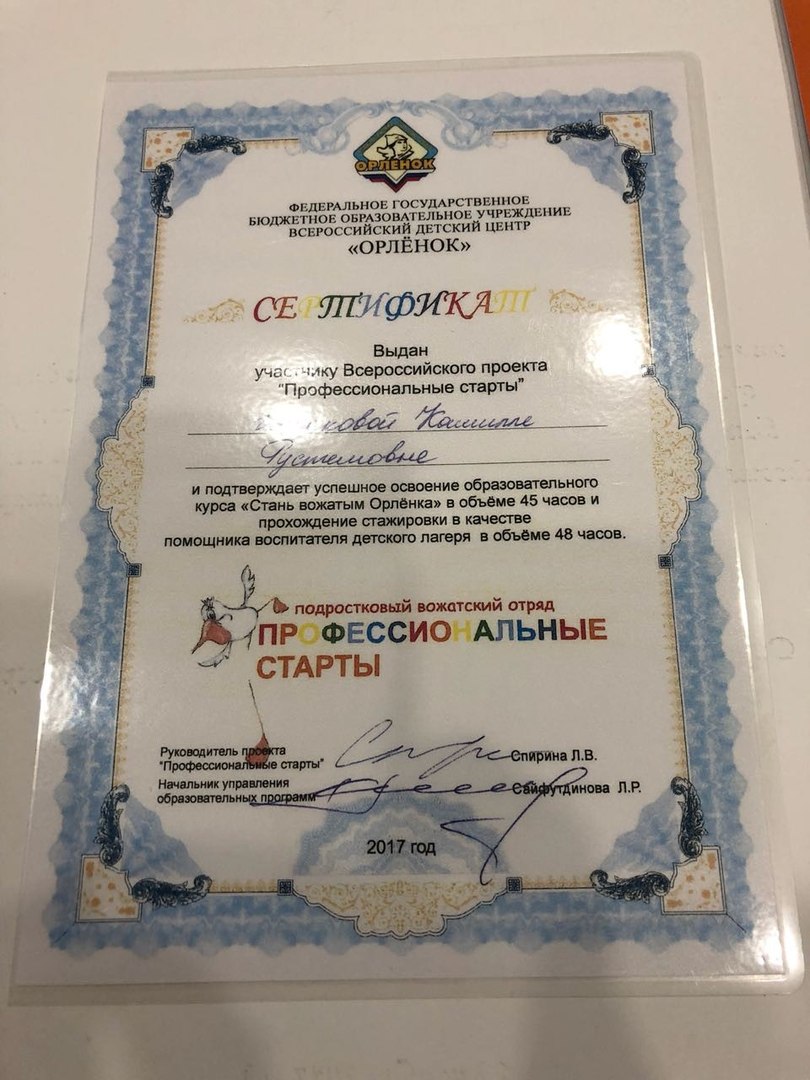 ОРЛЁНОК
ФЕДЕРАЛЬНОЕ ГОСУДАРСТВЕННОЕ
БЮДЖЕТНОЕ ОБРАЗОВАТЕЛЬНОЕ УЧРЕЖДЕНИЕ
ВСЕРОССИЙСКИЙ ДЕТСКИЙ ЦЕНТР
«ОРЛЁНОК»
СЕРТИФИКАТ
Выдан
участнику Всероссийского проекта
"Профессиональные старты"
Камилле
Рустемовне
и подтверждает успешное освоение образовательного
курса «Стань вожатым Орлёнка» в объёме 45 часов и
прохождение стажировки в качестве
помощника воспитателя детского лагеря в объёме 48 часов.
подростковый вожатский отряд
ПРОФЕССИОНАЛЬНЫЕ
СТАРТЫ
Руководитель проекта
"Профессиональные старты" Спирина Л.В.
Начальник управления
образовательных программ Сайфутдинова Л.Р.
2017 год